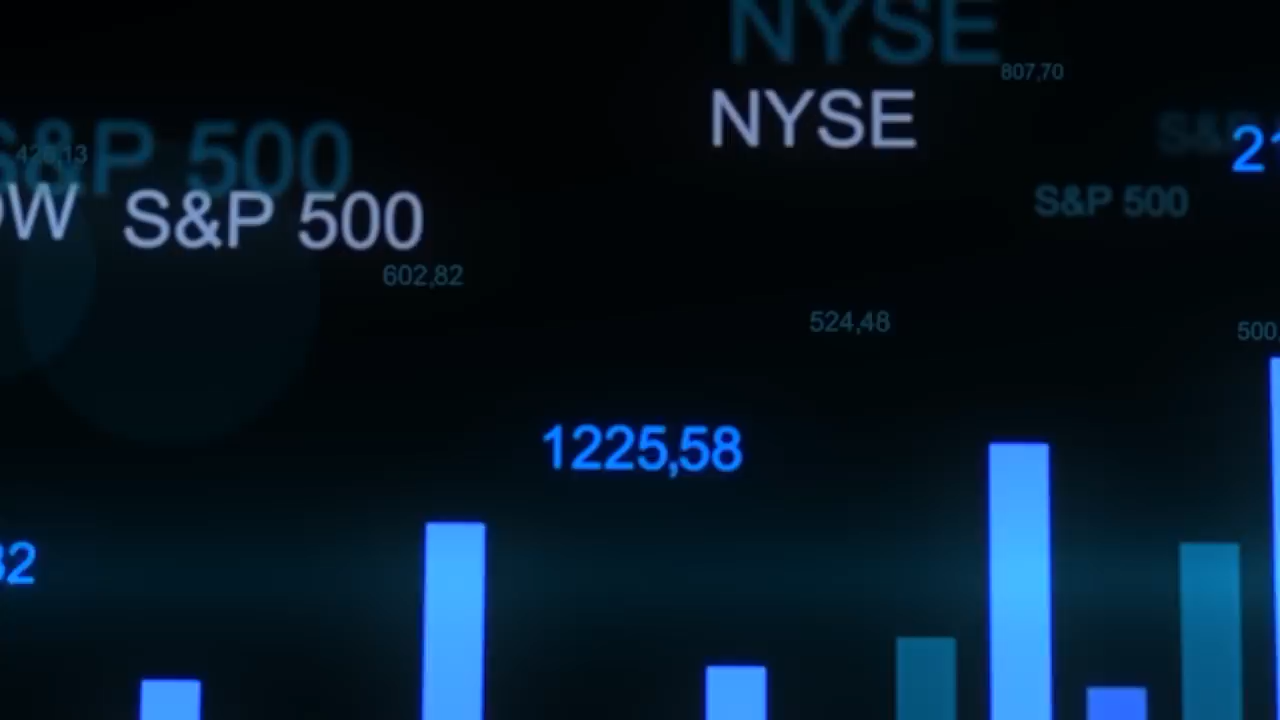 NYSE
807,70
NYSE
S&P 500
S&P 500
S&P 500
602,82
524,48
500
1225,58